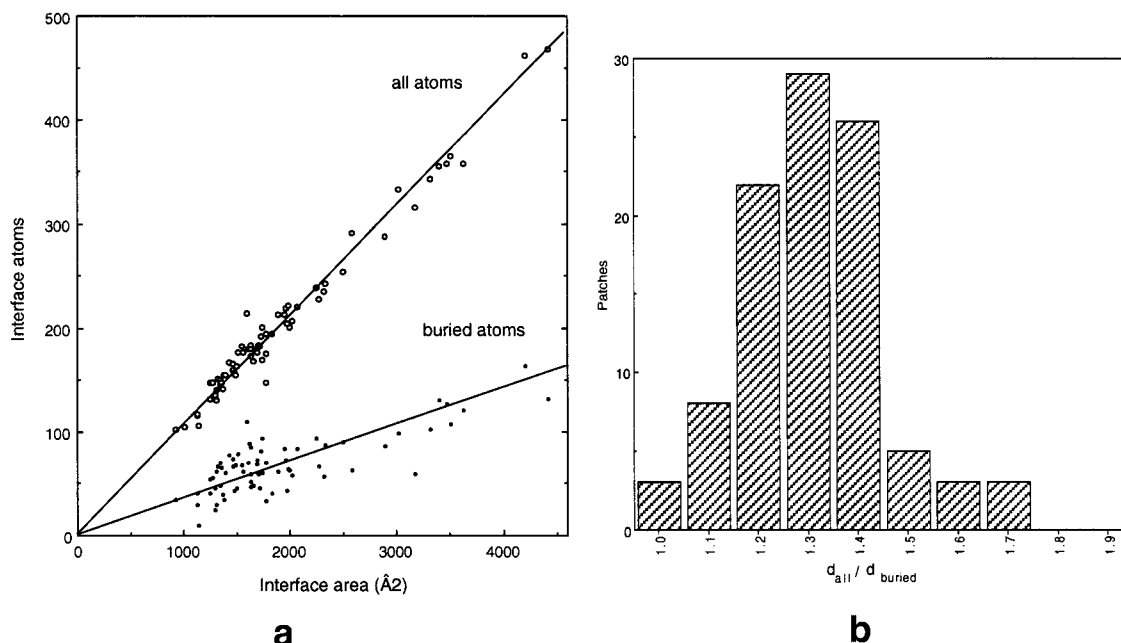 500
400
300
200
100
0
Interface atoms
all atoms
buried atoms
0 1000 2000 3000 4000
Interface area (Å2)
a
30
20
10
0
Patches
1.0 1.1 1.2 1.3 1.4 1.5 1.6 1.7 1.8 1.9
d all / d buried
b